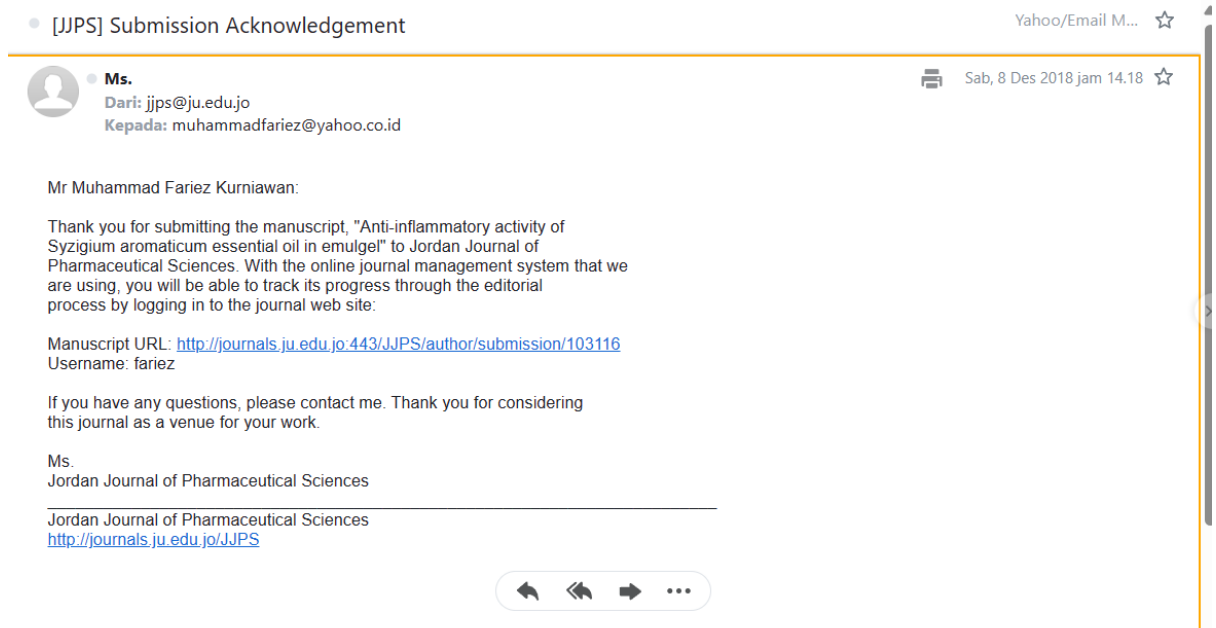 [JJPS] Submission Acknowledgement
Yahoo/Email M...
Ms.
Sab, 8 Des 2018 jam 14.18
Dari: jjps@ju.edu.jo
Kepada: muhammadfariez@yahoo.co.id
Mr Muhammad Fariez Kurniawan:
Thank you for submitting the manuscript, "Anti-inflammatory activity of
Syzigium aromaticum essential oil in emulgel" to Jordan Journal of
Pharmaceutical Sciences. With the online journal management system that we
are using, you will be able to track its progress through the editorial
process by logging in to the journal web site:
Manuscript URL: http://journals.ju.edu.jo:443/JJPS/author/submission/103116
Username: fariez
If you have any questions, please contact me. Thank you for considering
this journal as a venue for your work.
Ms.
Jordan Journal of Pharmaceutical Sciences
Jordan Journal of Pharmaceutical Sciences
http://journals.ju.edu.jo/JJPS